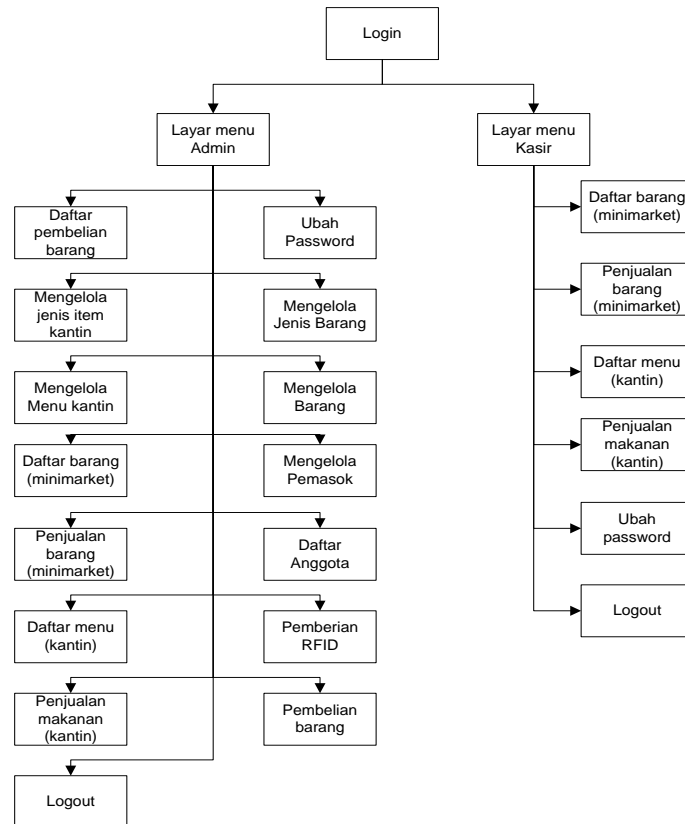 Login
Layar menu
Admin
Layar menu
Kasir
Daftar
pembelian
barang
Ubah
Password
Mengelola
jenis item
kantin
Mengelola
Jenis Barang
Mengelola
Menu kantin
Mengelola
Barang
Daftar barang
(minimarket)
Mengelola
Pemasok
Penjualan
barang
(minimarket)
Daftar
Anggota
Daftar menu
(kantin)
Pemberian
RFID
Penjualan
makanan
(kantin)
Pembelian
barang
Logout
Daftar barang
(minimarket)
Penjualan
barang
(minimarket)
Daftar menu
(kantin)
Penjualan
makanan
(kantin)
Ubah
password
Logout